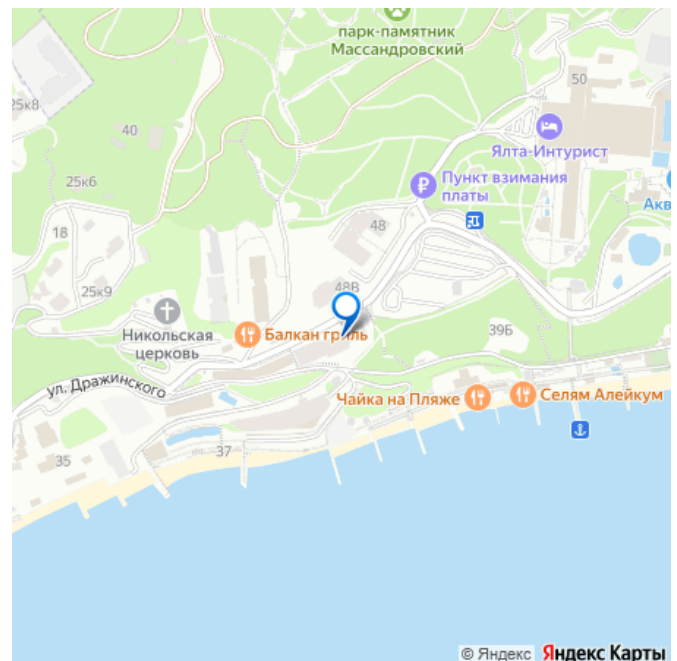 парк-памятник
Массандровский
50
25к8
40
Ялта-Интурист
25к6
Пункт взимания
платы
Акв
18
48
25к9
48В
Никольская
церковь
Балкан гриль
39Б
ул. Дражинского
Чайка на Пляже
Селям Алейкум
35
37
© Яндекс Яндекс Карты